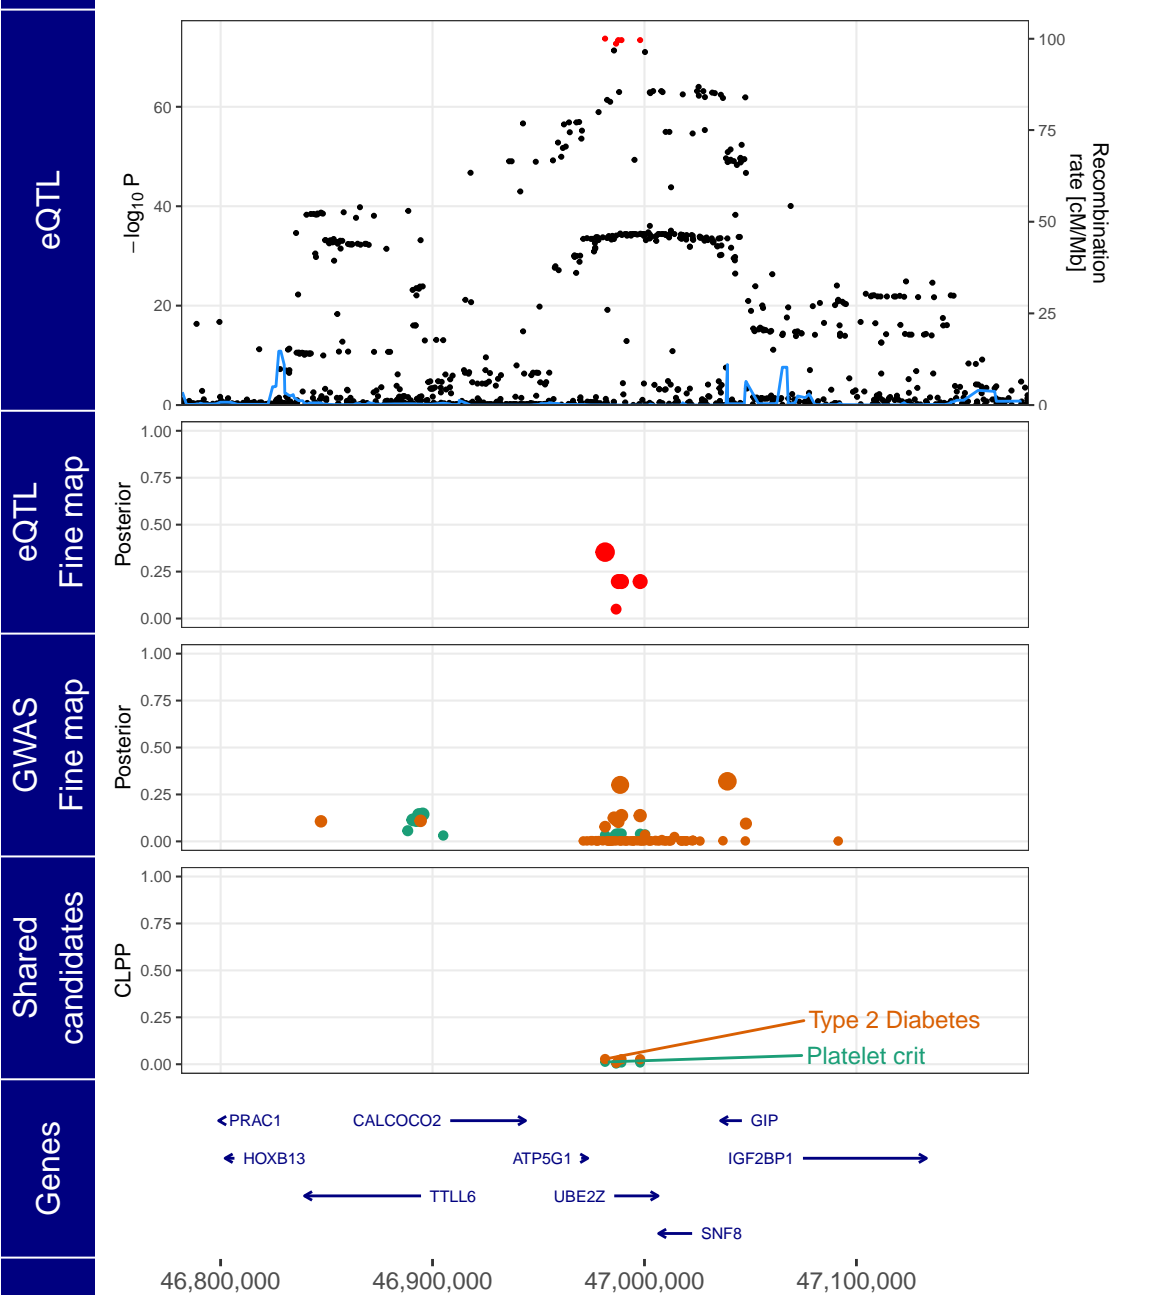 eQTL
−log10 P
60
40
20
0
100
75
50
25
0
Recombination
rate [cM/Mb]
eQTL
Fine map
Posterior
1.00
0.75
0.50
0.25
0.00
GWAS
Fine map
Posterior
1.00
0.75
0.50
0.25
0.00
Shared
candidates
CLPP
1.00
0.75
0.50
0.25
0.00
Type 2 Diabetes
Platelet crit
Genes
PRAC1
CALCOCO2
GIP
HOXB13
ATP5G1
IGF2BP1
TTLL6
UBE2Z
SNF8
46,800,000
46,900,000
47,000,000
47,100,000